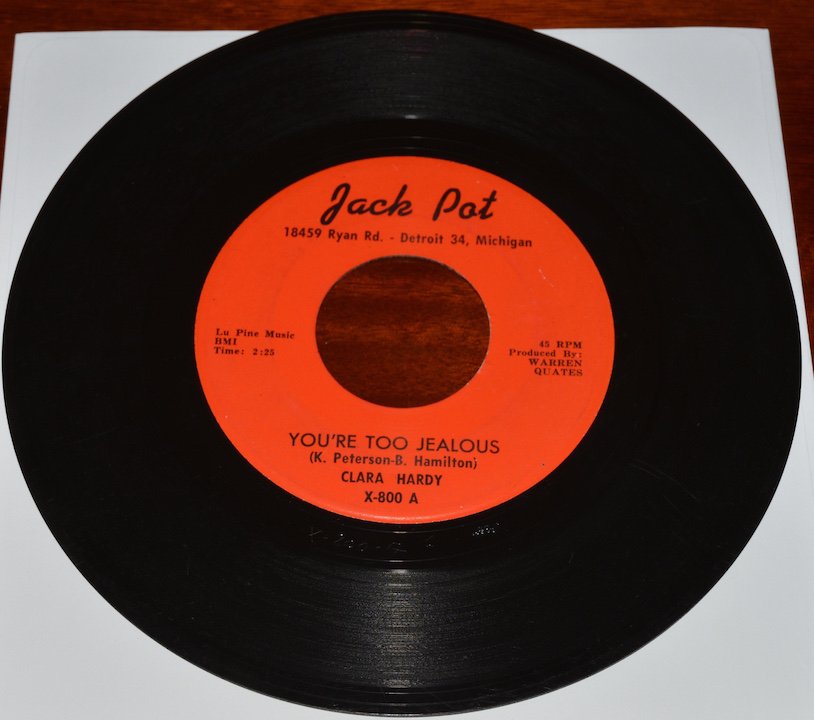 Jack Pot
18459 Ryan Rd. - Detroit 34, Michigan
Lu Pine Music
BMI
Time: 2:25
45 RPM
Produced By:
WARREN
QUATES
YOU'RE TOO JEALOUS
(K. Peterson-B. Hamilton)
CLARA HARDY
X-800 A